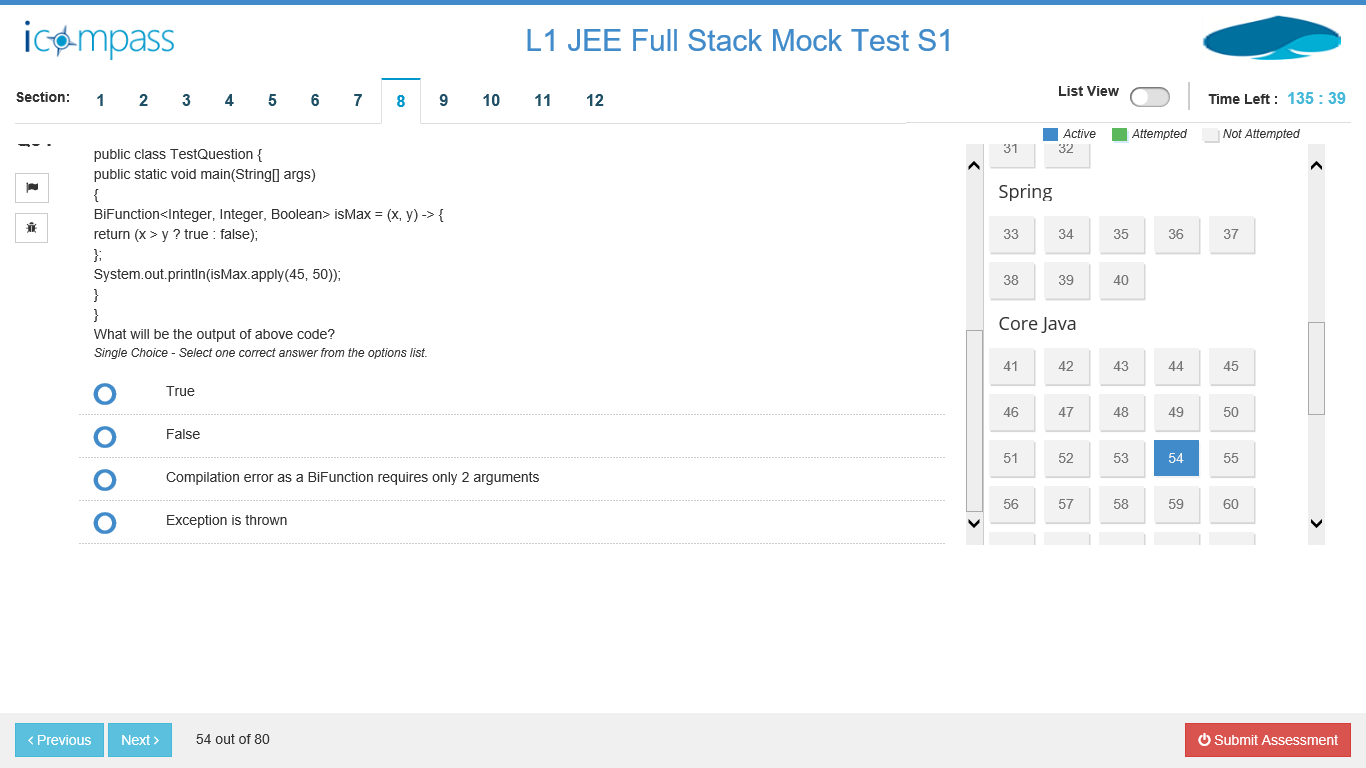 icompass
L1 JEE Full Stack Mock Test S1
Section: 1 2 3 4 5 6 7 8 9 10 11 12
List View
Time Left : 135 : 39
Active Attempted Not Attempted
public class TestQuestion {
public static void main(String[] args)
{
BiFunction<Integer, Integer, Boolean> isMax = (x, y) -> {
return (x > y ? true : false);
};
System.out.println(isMax.apply(45, 50));
}
}
What will be the output of above code?
Single Choice - Select one correct answer from the options list.
True
False
Compilation error as a BiFunction requires only 2 arguments
Exception is thrown
31 32
Spring
33 34 35 36 37
38 39 40
Core Java
41 42 43 44 45
46 47 48 49 50
51 52 53 54 55
56 57 58 59 60
< Previous
Next >
54 out of 80
Submit Assessment